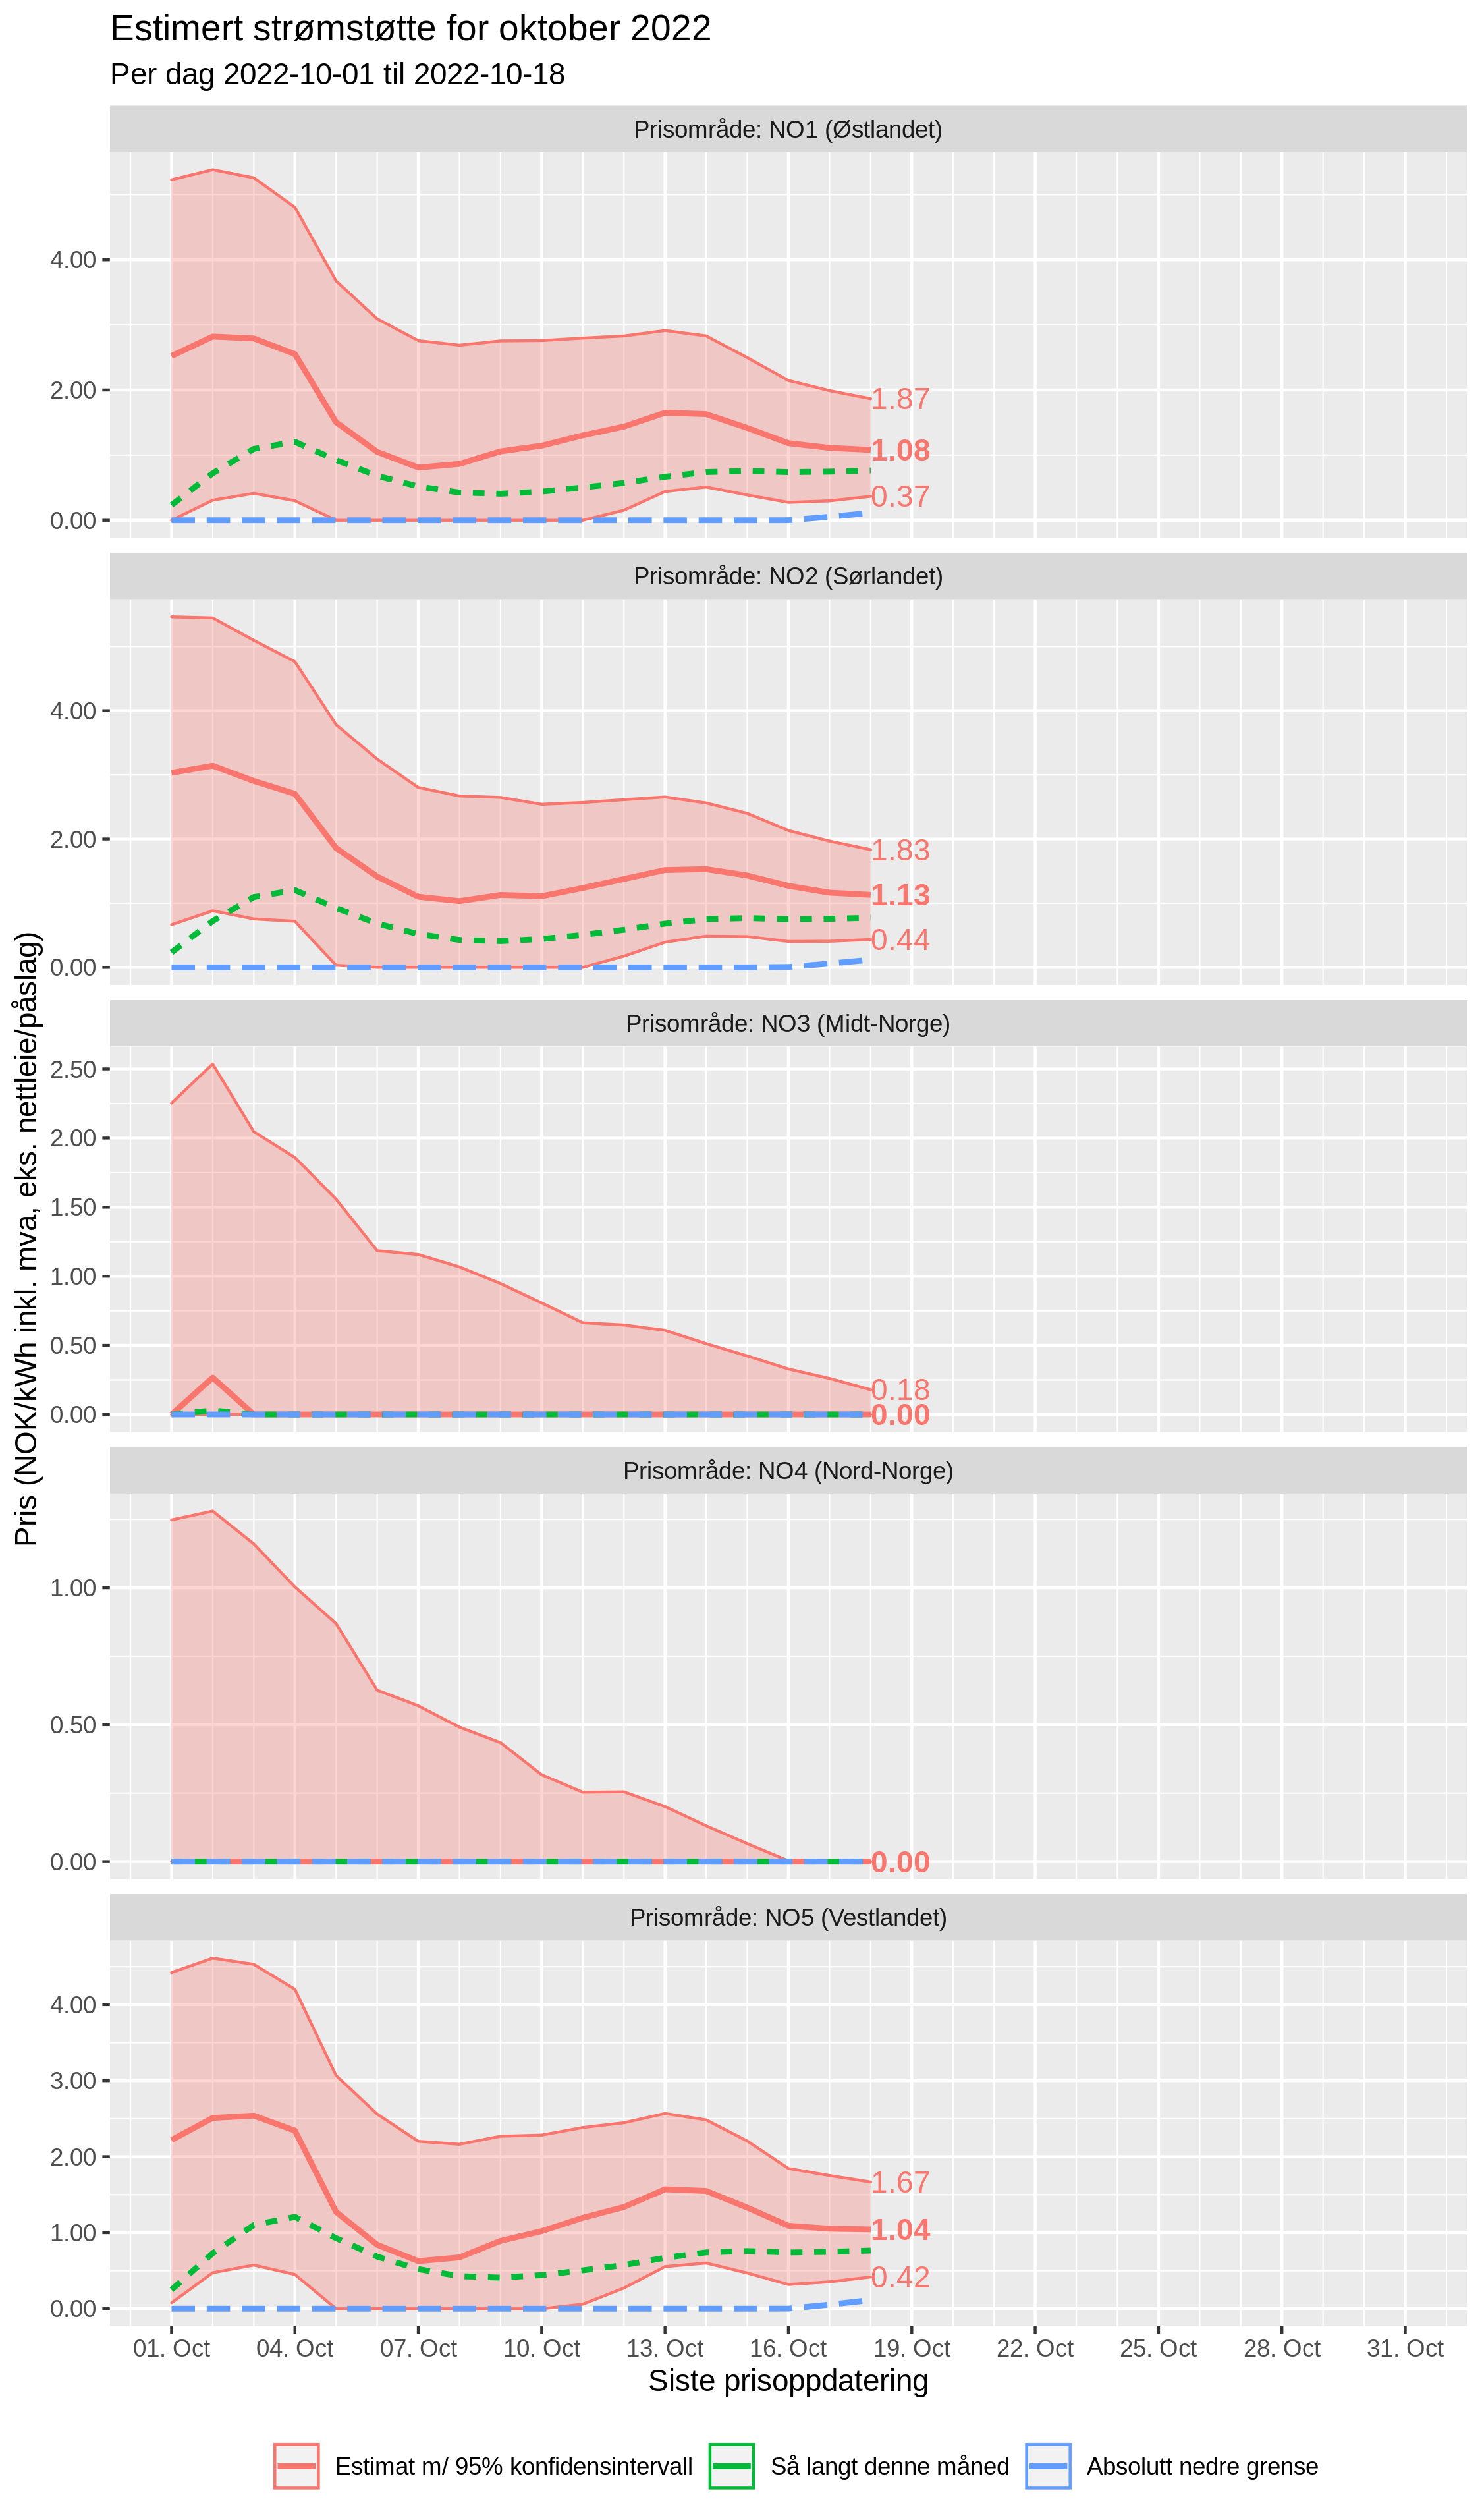 Estimert strømstøtte for oktober 2022
Per dag 2022-10-01 til 2022-10-18
Pris (NOK/kWh inkl. mva, eks. nettleie/påslag)
Prisområde: NO1 (Østlandet)
4.00
2.00
0.00
1.87
1.08
0.37
Prisområde: NO2 (Sørlandet)
4.00
2.00
0.00
1.83
1.13
0.44
Prisområde: NO3 (Midt-Norge)
2.50
2.00
1.50
1.00
0.50
0.00
0.18
0.00
Prisområde: NO4 (Nord-Norge)
1.00
0.50
0.00
0.00
Prisområde: NO5 (Vestlandet)
4.00
3.00
2.00
1.00
0.00
1.67
1.04
0.42
01. Oct 04. Oct 07. Oct 10. Oct 13. Oct 16. Oct 19. Oct 22. Oct 25. Oct 28. Oct 31. Oct
Siste prisoppdatering
Estimat m/ 95% konfidensintervall Så langt denne måned Absolutt nedre grense